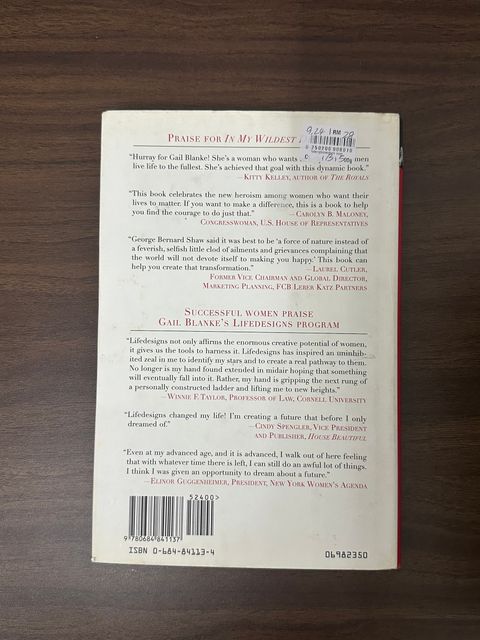 PRAISE FOR IN MY WILDEST
9,24 1 RM 29
0 250200 008010
"Hurray for Gail Blanke! She's a woman who wants men
live life to the fullest. She's achieved that goal with this dynamic book."
—KITTY KELLEY, AUTHOR OF THE ROYALS
"This book celebrates the new heroism among women who want their
lives to matter. If you want to make a difference, this is a book to help
you find the courage to do just that." —CAROLYN B. MALONEY,
CONGRESSWOMAN, U.S. HOUSE OF REPRESENTATIVES
"George Bernard Shaw said it was best to be 'a force of nature instead of
a feverish, selfish little clod of ailments and grievances complaining that
the world will not devote itself to making you happy.' This book can
help you create that transformation." —LAUREL CUTLER,
FORMER VICE CHAIRMAN AND GLOBAL DIRECTOR,
MARKETING PLANNING, FCB LEBER KATZ PARTNERS
SUCCESSFUL WOMEN PRAISE
GAIL BLANKE'S LIFEDESIGNS PROGRAM
"Lifedesigns not only affirms the enormous creative potential of women,
it gives us the tools to harness it. Lifedesigns has inspired an uninhib-
ited zeal in me to identify my stars and to create a real pathway to them.
No longer is my hand found extended in midair hoping that something
will eventually fall into it. Rather, my hand is gripping the next rung of
a personally constructed ladder and lifting me to new heights."
—WINNIE F. TAYLOR, PROFESSOR OF LAW, CORNELL UNIVERSITY
"Lifedesigns changed my life! I'm creating a future that before I only
dreamed of." —CINDY SPENGLER, VICE PRESIDENT
AND PUBLISHER, HOUSE BEAUTIFUL
"Even at my advanced age, and it is advanced, I walk out of here feeling
that with whatever time there is left, I can still do an awful lot of things.
I think I was given an opportunity to dream about a future."
—ELINOR GUGGENHEIMER, PRESIDENT, NEW YORK WOMEN'S AGENDA
52400>
9 780684 841137
ISBN 0-684-84113-4
06982350